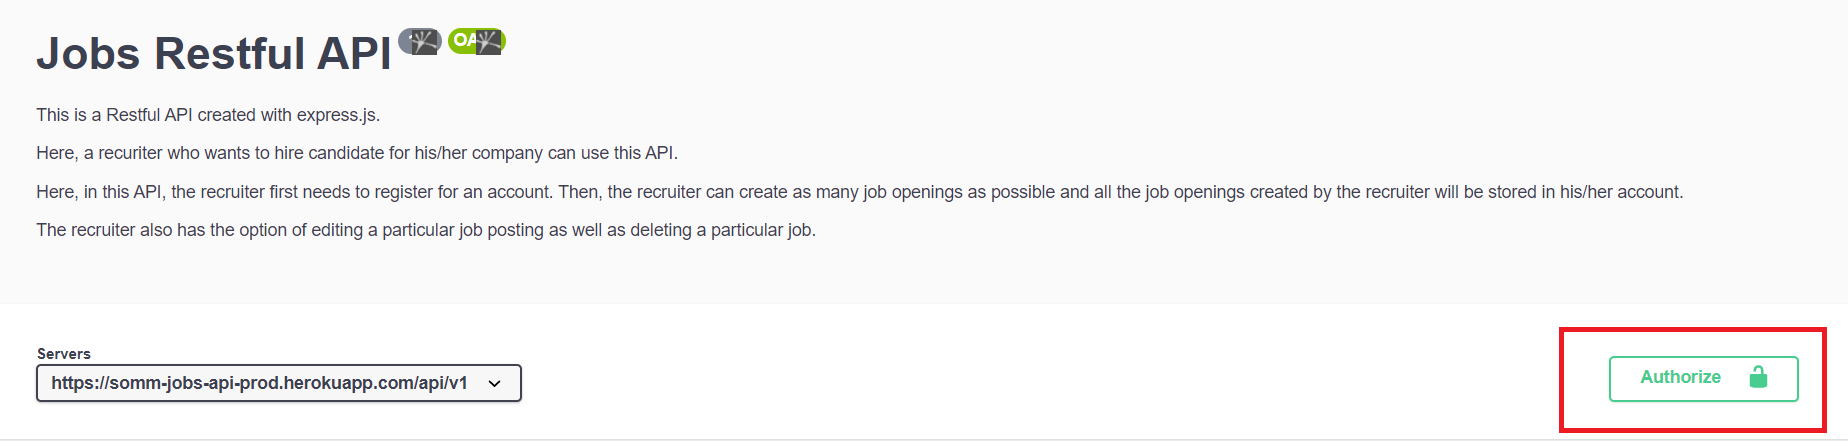 Jobs Restful API
OA
This is a Restful API created with express.js.
Here, a recuriter who wants to hire candidate for his/her company can use this API.
Here, in this API, the recruiter first needs to register for an account. Then, the recruiter can create as many job openings as possible and all the job openings created by the recruiter will be stored in his/her account.
The recruiter also has the option of editing a particular job posting as well as deleting a particular job.
Servers
https://somm-jobs-api-prod.herokuapp.com/api/v1
Authorize